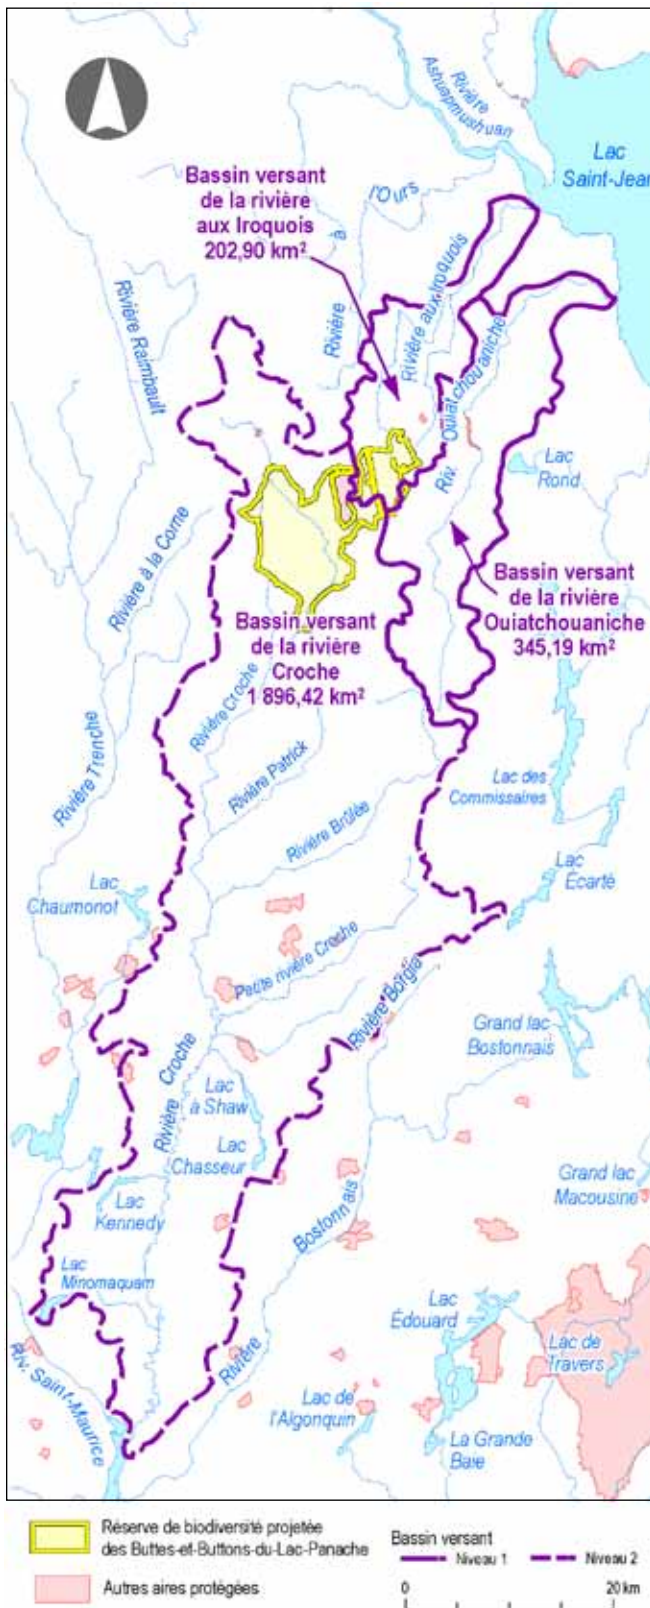 Rivière
Ashuapmushuan
Lac
Saint-Jean
Bassin versant
de la rivière
aux Iroquois
202,90 km²
Rivière
à
l'Ours
Rivière aux Iroquois
Rivière Raimbault
Riv. Ouiatchouaniche
Lac
Rond
Rivière à la Corne
Bassin versant
de la rivière
Ouiatchouaniche
345,19 km²
Bassin versant
de la rivière
Croche
1 896,42 km²
Rivière Croche
Rivière Trenche
Rivière Patrick
Lac des
Commissaires
Rivière Brûlée
Lac
Écarté
Lac
Chaumonot
Petite rivière Croche
Rivière Borgia
Grand lac
Bostonnais
Rivière Croche
Lac
à Shaw
Lac
Chasseur
Lac
Kennedy
Grand lac
Macousine
Rivière Bostonnais
Lac
Minomaquam
Riv. Saint-Maurice
Lac
Édouard
Lac de
Travers
Lac de
l'Algonquin
La Grande
Baie
Réserve de biodiversité projetée
des Buttes-et-Buttons-du-Lac-Panache
Autres aires protégées
Bassin versant
Niveau 1
Niveau 2
0
20 km